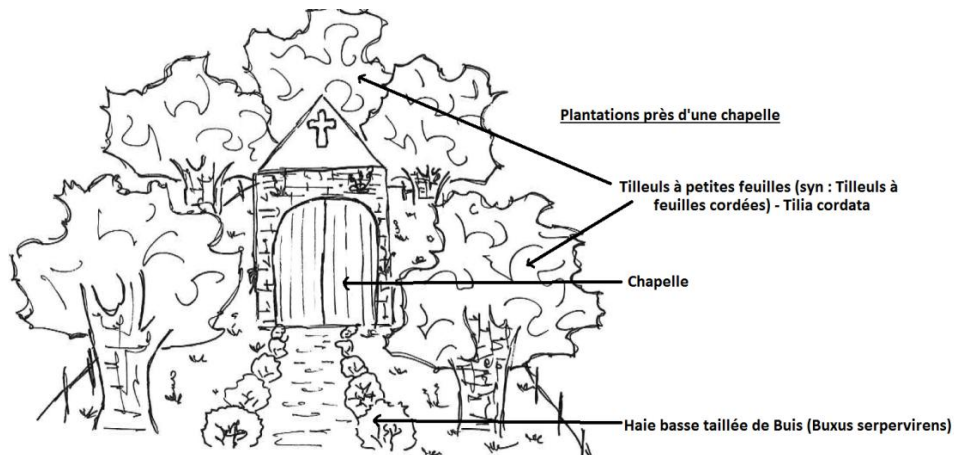 Plantations près d'une chapelle
Tilleuls à petites feuilles (syn : Tilleuls à
feuilles cordées) - Tilia cordata
Chapelle
Haie basse taillée de Buis (Buxus serpervirens)